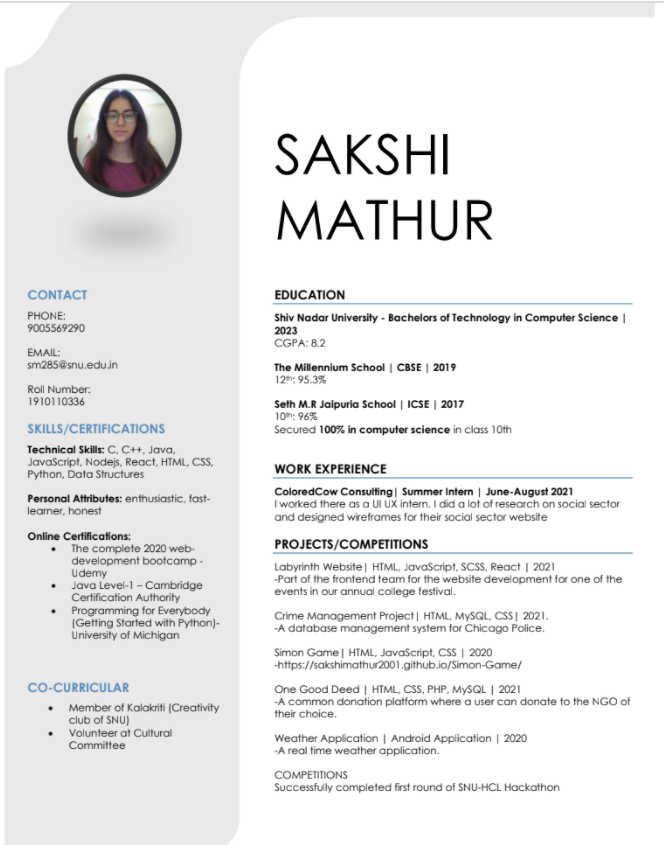 SAKSHI
MATHUR
CONTACT
PHONE:
9005569290
EMAIL:
sm285@snu.edu.in
Roll Number:
1910110336
SKILLS/CERTIFICATIONS
Technical Skills: C, C++, Java,
JavaScript, Nodejs, React, HTML, CSS,
Python, Data Structures
Personal Attributes: enthusiastic, fast-
learner, honest
Online Certifications:
• The complete 2020 web-
development bootcamp -
Udemy
• Java Level-1 – Cambridge
Certification Authority
• Programming for Everybody
(Getting Started with Python)-
University of Michigan
CO-CURRICULAR
• Member of Kalakriti (Creativity
club of SNU)
• Volunteer at Cultural
Committee
EDUCATION
Shiv Nadar University - Bachelors of Technology in Computer Science |
2023
CGPA: 8.2
The Millennium School | CBSE | 2019
12th: 95.3%
Seth M.R Jaipuria School | ICSE | 2017
10th: 96%
Secured 100% in computer science in class 10th
WORK EXPERIENCE
ColoredCow Consulting| Summer Intern | June-August 2021
I worked there as a UI UX intern. I did a lot of research on social sector
and designed wireframes for their social sector website
PROJECTS/COMPETITIONS
Labyrinth Website| HTML, JavaScript, SCSS, React | 2021
-Part of the frontend team for the website development for one of the
events in our annual college festival.
Crime Management Project| HTML, MySQL, CSS| 2021.
-A database management system for Chicago Police.
Simon Game| HTML, JavaScript, CSS | 2020
-https://sakshimathur2001.github.io/Simon-Game/
One Good Deed | HTML, CSS, PHP, MySQL | 2021
-A common donation platform where a user can donate to the NGO of
their choice.
Weather Application | Android Application | 2020
-A real time weather application.
COMPETITIONS
Successfully completed first round of SNU-HCL Hackathon